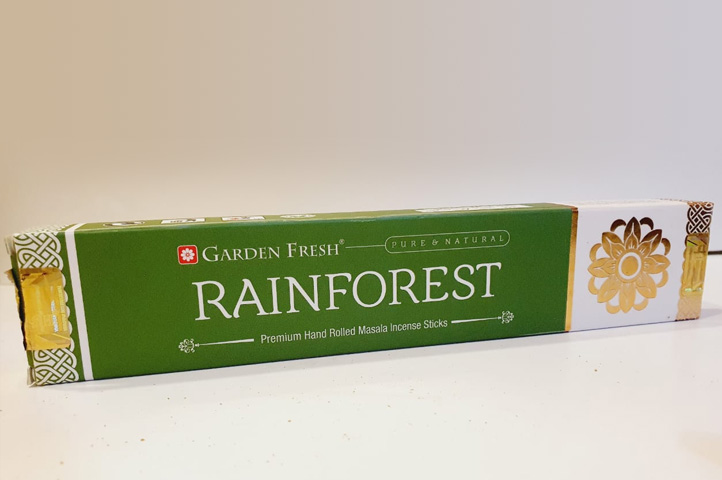 GARDEN FRESH®
PURE & NATURAL
RAINFOREST
Premium Hand Rolled Masala Incense Sticks